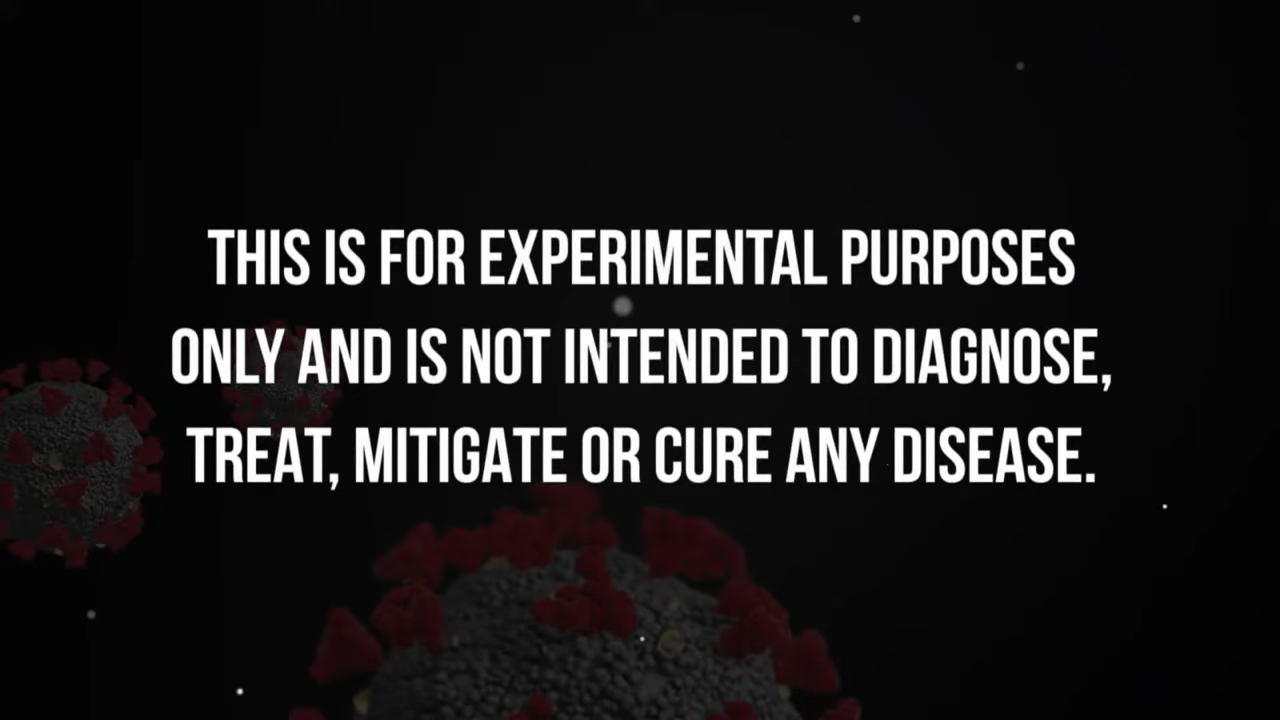 THIS IS FOR EXPERIMENTAL PURPOSES
ONLY AND IS NOT INTENDED TO DIAGNOSE,
TREAT, MITIGATE OR CURE ANY DISEASE.